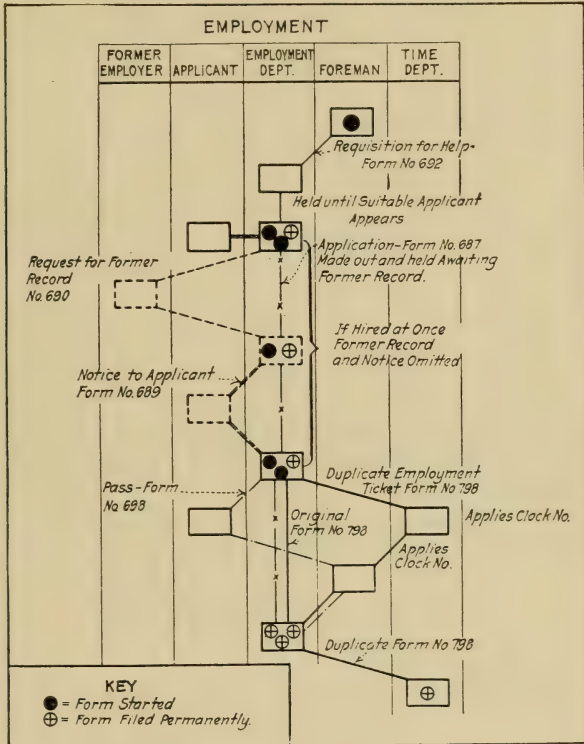 EMPLOYMENT
FORMER EMPLOYER
APPLICANT
EMPLOYMENT DEPT.
FOREMAN
TIME DEPT.
Requisition for Help-
Form No 692
Held until Suitable Applicant
Appears
Application-Form No. 687
Made out and held Awaiting
Former Record.
Request for Former
Record
No. 690
If Hired at Once
Former Record
and Notice Omitted
Notice to Applicant
Form No. 689
Duplicate Employment
Ticket Form No 798
Pass-Form
No 698
Original
Form No 798
Applies Clock No.
Applies
Clock No.
Duplicate Form No 798
KEY
= Form Started
= Form Filed Permanently.